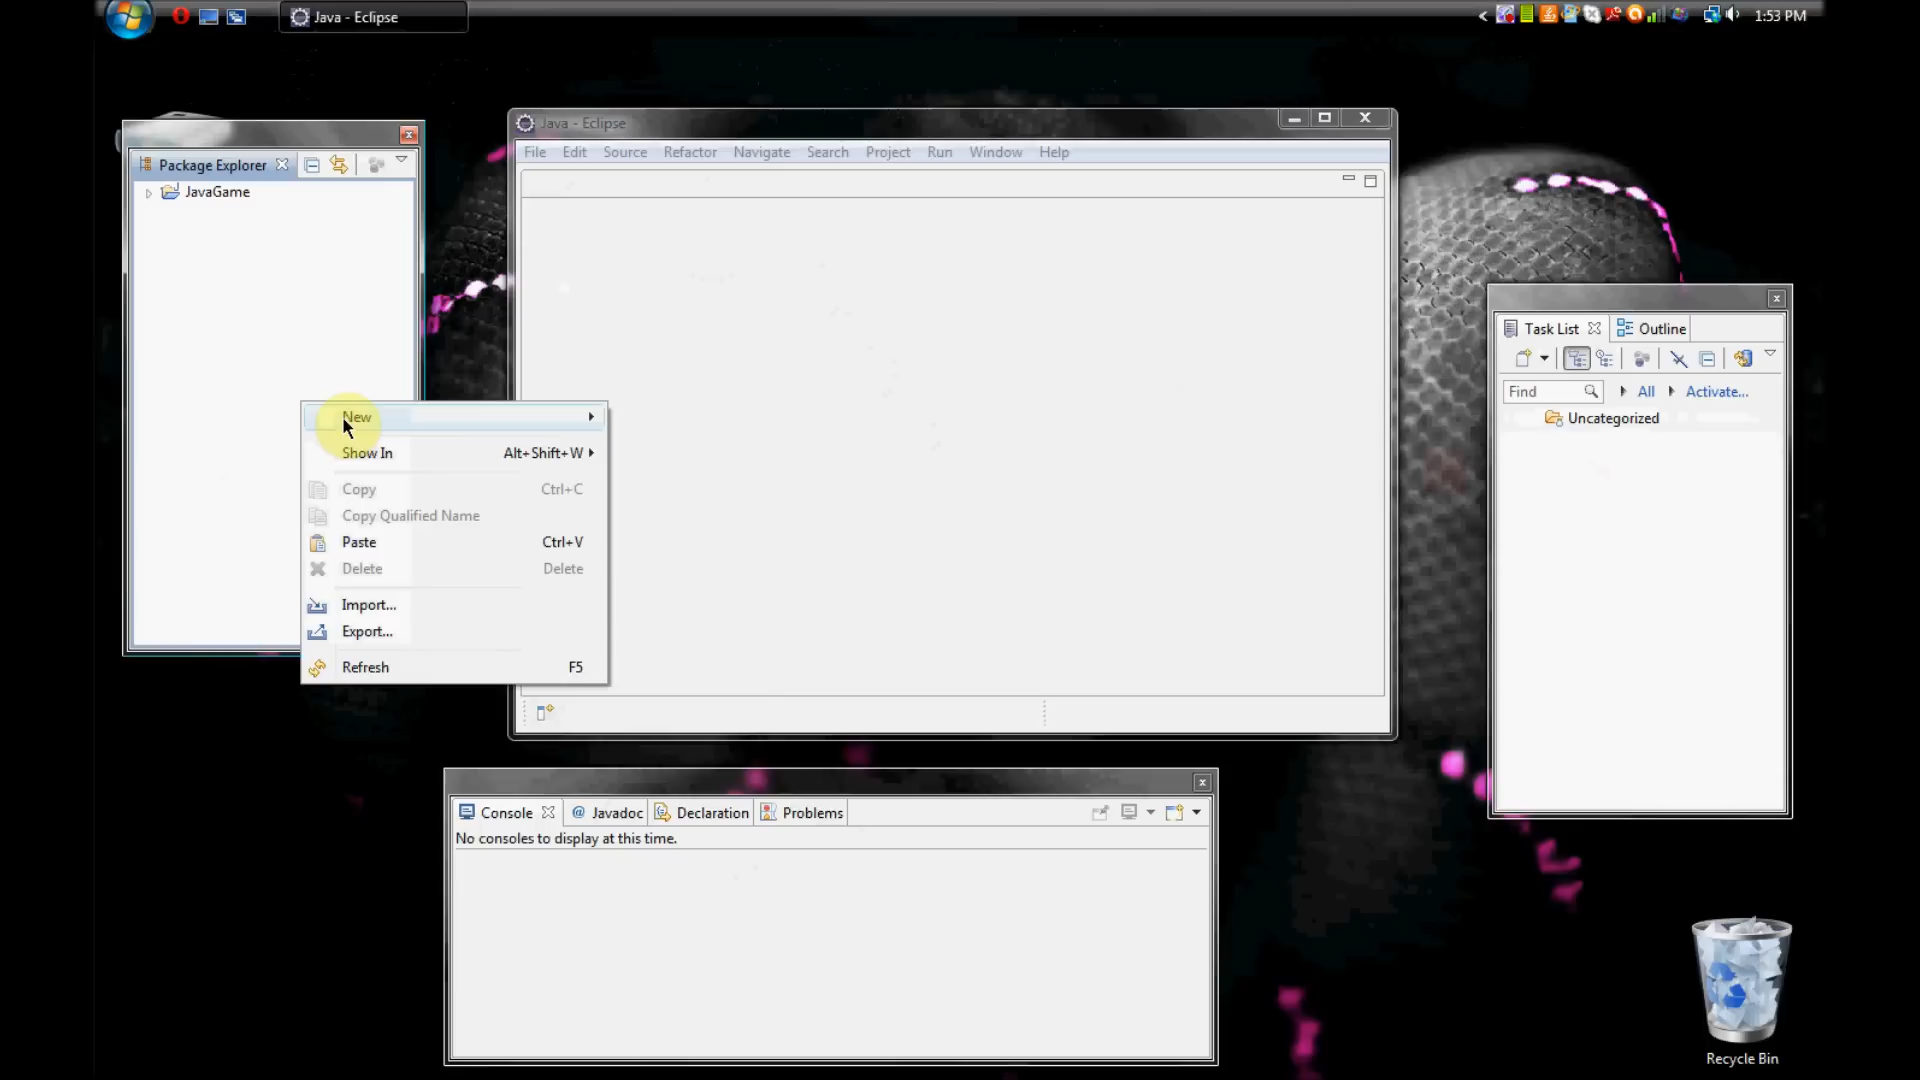 Java - Eclipse
1:53 PM
Java - Eclipse
File Edit Source Refactor Navigate Search Project Run Window Help
Package Explorer
JavaGame
New
Show In Alt+Shift+W
Copy Ctrl+C
Copy Qualified Name
Paste Ctrl+V
Delete Delete
Import...
Export...
Refresh F5
Task List Outline
Find All Activate...
Uncategorized
Console @ Javadoc Declaration Problems
No consoles to display at this time.
Recycle Bin